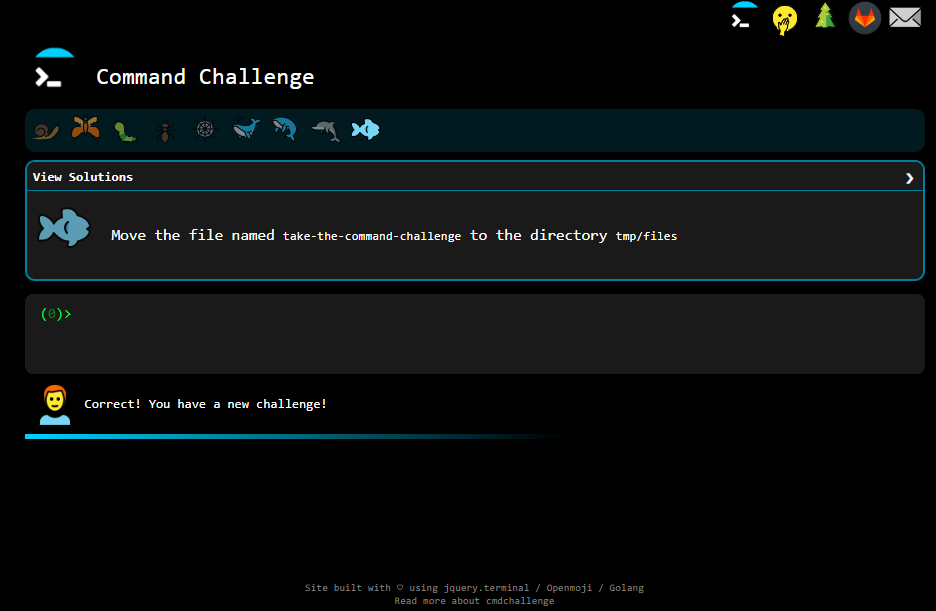 Command Challenge
View Solutions
Move the file named take-the-command-challenge to the directory tmp/files
(0)>
Correct! You have a new challenge!
Site built with ♡ using jquery.terminal / Openmoji / Golang
Read more about cmdchallenge